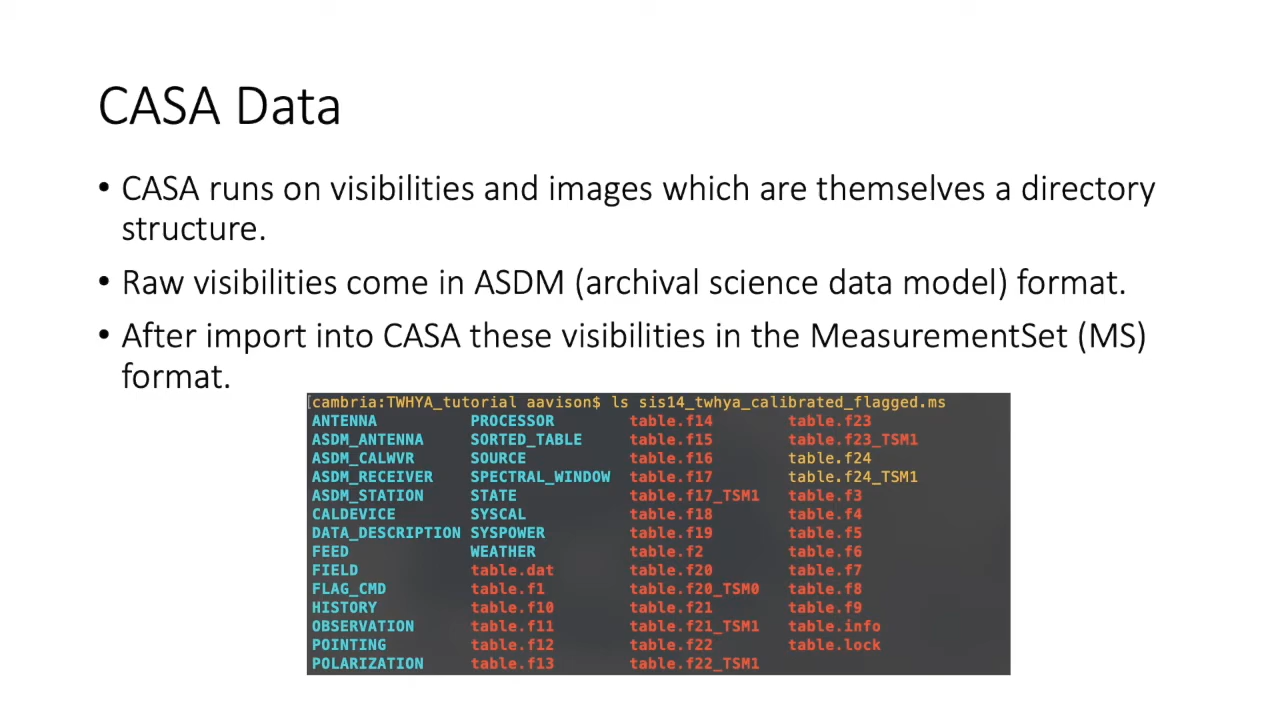 CASA Data
• CASA runs on visibilities and images which are themselves a directory
structure.
• Raw visibilities come in ASDM (archival science data model) format.
• After import into CASA these visibilities in the MeasurementSet (MS)
format.
[cambria:TWHYA_tutorial aavison$ ls sis14_twhya_calibrated_flagged.ms
ANTENNA PROCESSOR table.f14 table.f23
ASDM_ANTENNA SORTED_TABLE table.f15 table.f23_TSM1
ASDM_CALWVR SOURCE table.f16 table.f24
ASDM_RECEIVER SPECTRAL_WINDOW table.f17 table.f24_TSM1
ASDM_STATION STATE table.f17_TSM1 table.f3
CALDEVICE SYSCAL table.f18 table.f4
DATA_DESCRIPTION SYSPOWER table.f19 table.f5
FEED WEATHER table.f2 table.f6
FIELD table.dat table.f20 table.f7
FLAG_CMD table.f1 table.f20_TSM0 table.f8
HISTORY table.f10 table.f21 table.f9
OBSERVATION table.f11 table.f21_TSM1 table.info
POINTING table.f12 table.f22 table.lock
POLARIZATION table.f13 table.f22_TSM1